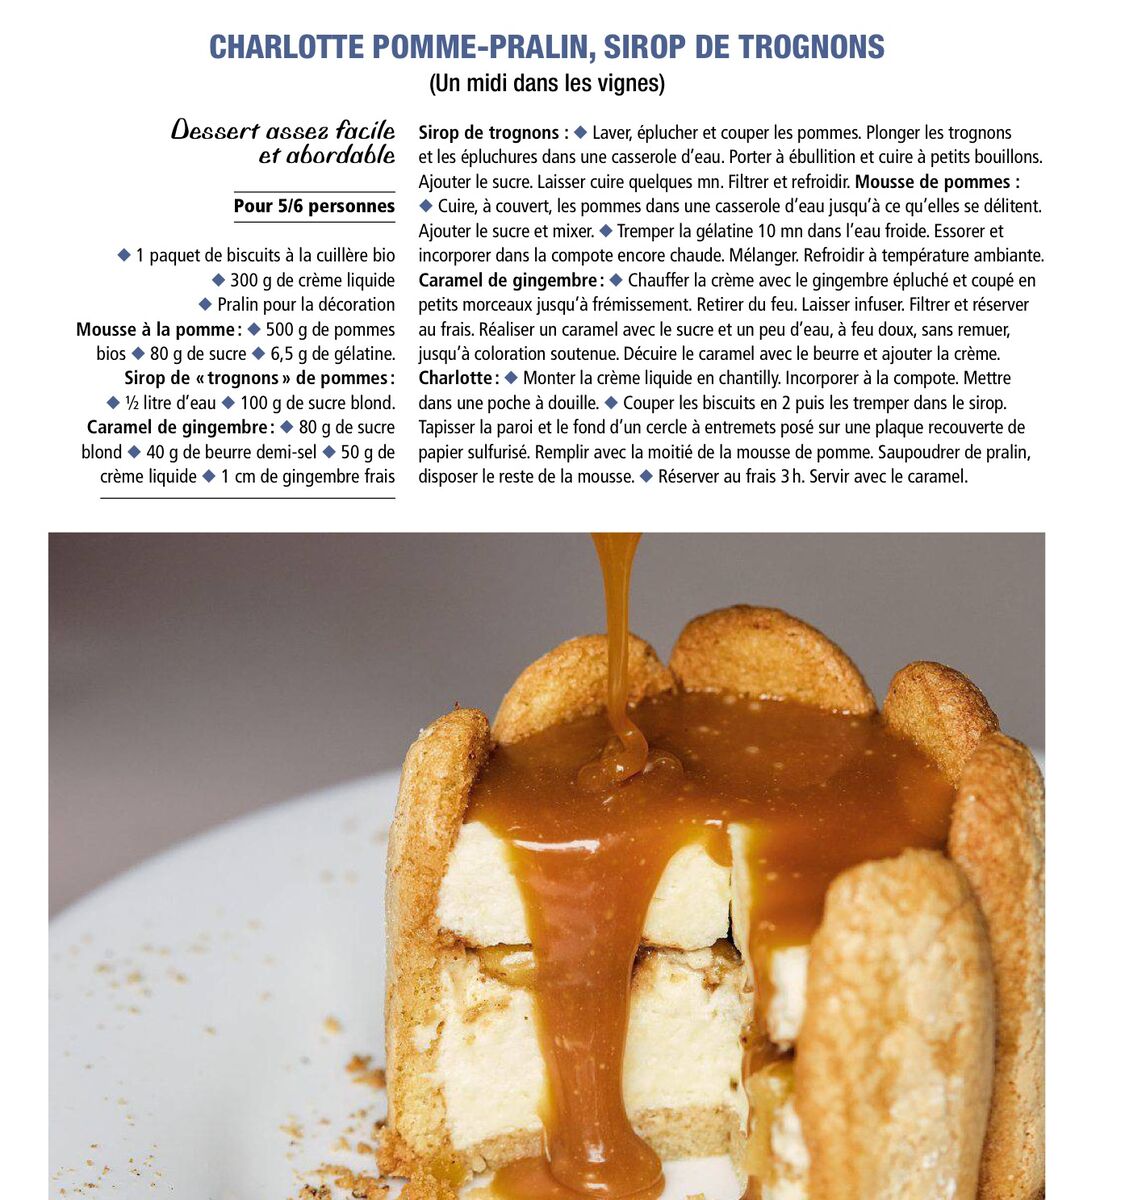 CHARLOTTE POMME-PRALIN, SIROP DE TROGNONS
(Un midi dans les vignes)
Dessert assez facile
et abordable
Pour 5/6 personnes
◆ 1 paquet de biscuits à la cuillère bio
◆ 300 g de crème liquide
◆ Pralin pour la décoration
Mousse à la pomme : ◆ 500 g de pommes
bios ◆ 80 g de sucre ◆ 6,5 g de gélatine.
Sirop de « trognons » de pommes :
◆ ½ litre d’eau ◆ 100 g de sucre blond.
Caramel de gingembre : ◆ 80 g de sucre
blond ◆ 40 g de beurre demi-sel ◆ 50 g de
crème liquide ◆ 1 cm de gingembre frais
Sirop de trognons : ◆ Laver, éplucher et couper les pommes. Plonger les trognons
et les épluchures dans une casserole d’eau. Porter à ébullition et cuire à petits bouillons.
Ajouter le sucre. Laisser cuire quelques mn. Filtrer et refroidir. Mousse de pommes :
◆ Cuire, à couvert, les pommes dans une casserole d’eau jusqu’à ce qu’elles se délitent.
Ajouter le sucre et mixer. ◆ Tremper la gélatine 10 mn dans l’eau froide. Essorer et
incorporer dans la compote encore chaude. Mélanger. Refroidir à température ambiante.
Caramel de gingembre : ◆ Chauffer la crème avec le gingembre épluché et coupé en
petits morceaux jusqu’à frémissement. Retirer du feu. Laisser infuser. Filtrer et réserver
au frais. Réaliser un caramel avec le sucre et un peu d’eau, à feu doux, sans remuer,
jusqu’à coloration soutenue. Décuire le caramel avec le beurre et ajouter la crème.
Charlotte : ◆ Monter la crème liquide en chantilly. Incorporer à la compote. Mettre
dans une poche à douille. ◆ Couper les biscuits en 2 puis les tremper dans le sirop.
Tapisser la paroi et le fond d’un cercle à entremets posé sur une plaque recouverte de
papier sulfurisé. Remplir avec la moitié de la mousse de pomme. Saupoudrer de pralin,
disposer le reste de la mousse. ◆ Réserver au frais 3 h. Servir avec le caramel.